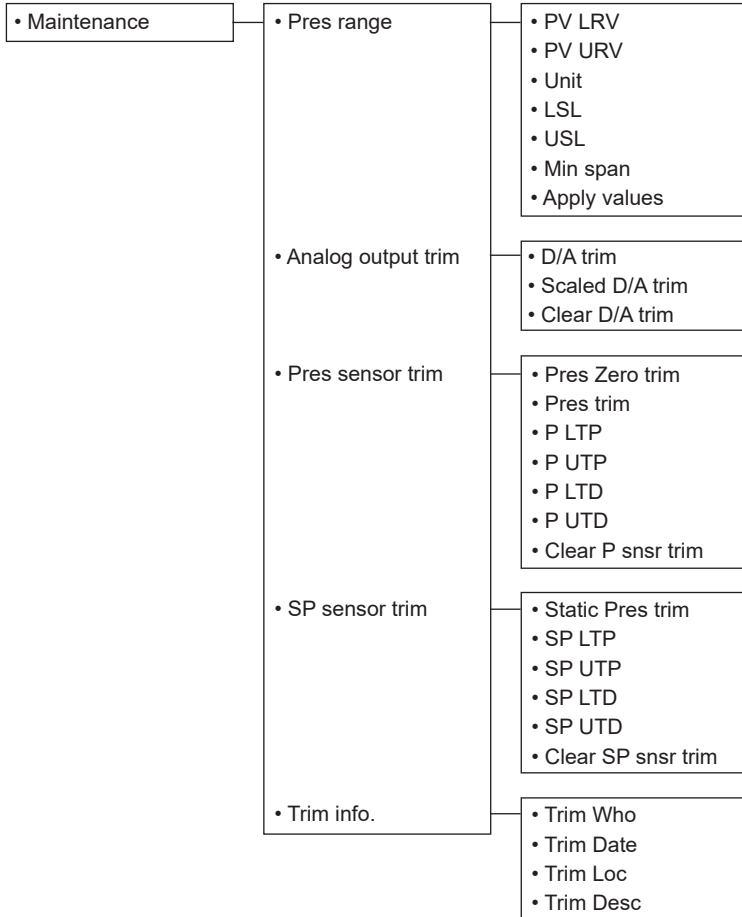 • Maintenance
• Pres range
• PV LRV
• PV URV
• Unit
• LSL
• USL
• Min span
• Apply values
• Analog output trim
• D/A trim
• Scaled D/A trim
• Clear D/A trim
• Pres sensor trim
• Pres Zero trim
• Pres trim
• P LTP
• P UTP
• P LTD
• P UTD
• Clear P snsr trim
• SP sensor trim
• Static Pres trim
• SP LTP
• SP UTP
• SP LTD
• SP UTD
• Clear SP snsr trim
• Trim info.
• Trim Who
• Trim Date
• Trim Loc
• Trim Desc